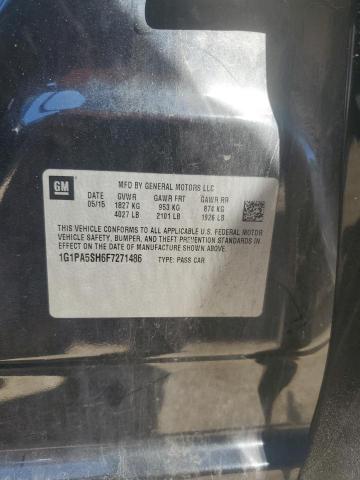 GM
MFD BY GENERAL MOTORS LLC
DATE GVWR GAWR FRT GAWR RR
05/15 1827 KG 953 KG 874 KG
4027 LB 2101 LB 1926 LB
THIS VEHICLE CONFORMS TO ALL APPLICABLE U.S. FEDERAL MOTOR
VEHICLE SAFETY, BUMPER, AND THEFT PREVENTION STANDARDS
IN EFFECT ON THE DATE OF MANUFACTURE SHOWN ABOVE.
1G1PA5SH6F7271486 TYPE: PASS CAR